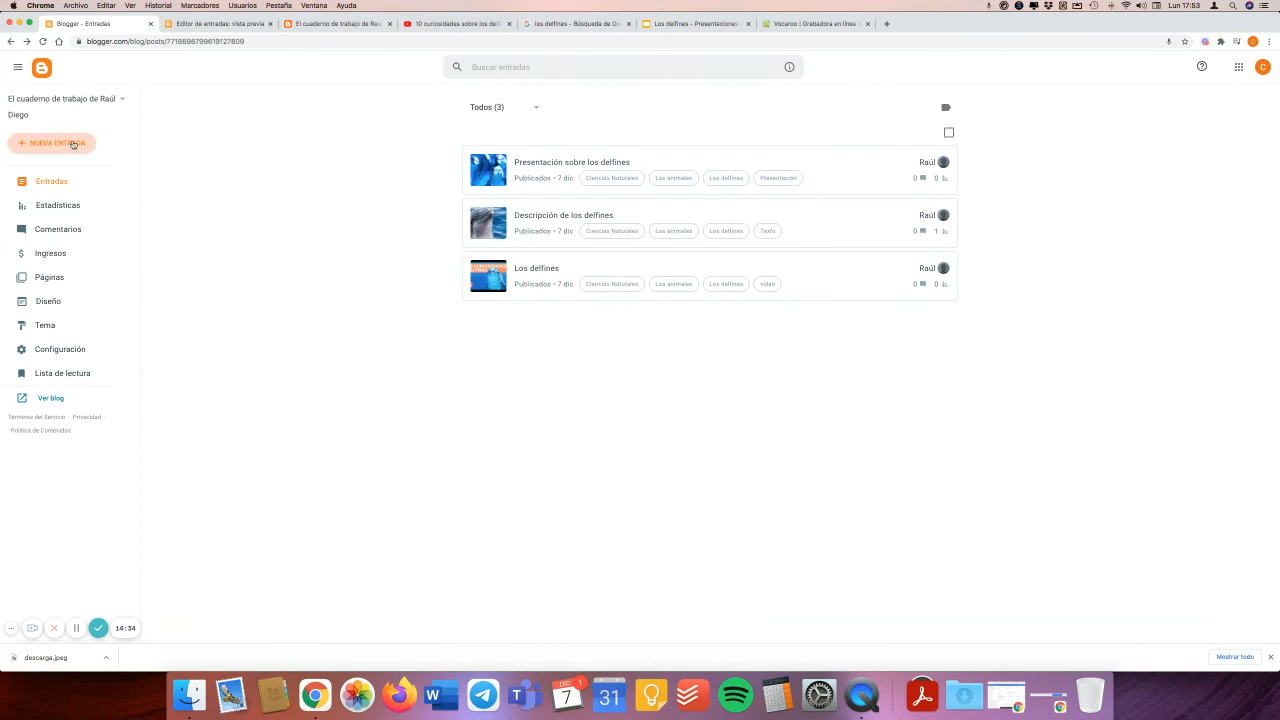 Chrome Archivo Editar Ver Historial Marcadores Usuarios Pestaña Ventana Ayuda
Lun 17:53
Blogger - Entradas
Editor de entradas: vista previa
El cuaderno de trabajo de Raúl
10 curiosidades sobre los delf
los delfines - Búsqueda de Go
Los delfines - Presentaciones
Vocaroo | Grabadora en línea
blogger.com/blog/posts/7718698799619127809
Buscar entradas
C
El cuaderno de trabajo de Raúl
Diego
Todos (3)
+ NUEVA ENTRADA
Entradas
Estadísticas
Comentarios
Ingresos
Páginas
Diseño
Tema
Configuración
Lista de lectura
Ver blog
Términos del Servicio · Privacidad ·
Política de Contenidos
Presentación sobre los delfines
Raúl
Publicados • 7 dic Ciencias Naturales Los animales Los delfines Presentación
0 0
Descripción de los delfines
Raúl
Publicados • 7 dic Ciencias Naturales Los animales Los delfines Texto
0 1
Los delfines
Raúl
Publicados • 7 dic Ciencias Naturales Los animales Los delfines vídeo
0 0
14:34
descarga.jpeg
Mostrar todo
DIC
7
1
31